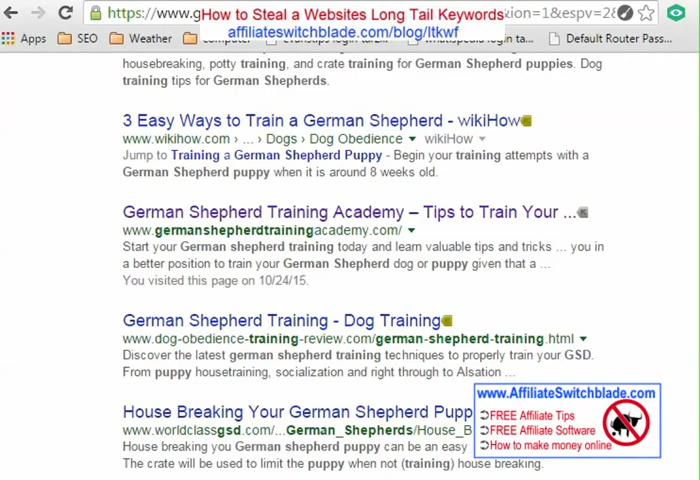 https://www.g
How to Steal a Websites Long Tail Keywords
xion=1&espv=28
affiliateswitchblade.com/blog/ltkwf
Apps
SEO
Weather
computer
login ta...
login ta...
Default Router Pass...
housebreaking, potty training, and crate training for German Shepherd puppies. Dog
training tips for German Shepherds.
3 Easy Ways to Train a German Shepherd - wikiHow
www.wikihow.com › ... › Dogs › Dog Obedience wikiHow
Jump to Training a German Shepherd Puppy - Begin your training attempts with a
German Shepherd puppy when it is around 8 weeks old.
German Shepherd Training Academy – Tips to Train Your ...
www.germanshepherdtrainingacademy.com/
Start your German shepherd training today and learn valuable tips and tricks ... you in
a better position to train your German Shepherd dog or puppy given that a ...
You visited this page on 10/24/15.
German Shepherd Training - Dog Training
www.dog-obedience-training-review.com/german-shepherd-training.html
Discover the latest german shepherd training techniques to properly train your GSD.
From puppy housetraining, socialization and right through to Alsation ...
House Breaking Your German Shepherd Pupp
www.worldclassgsd.com/...German_Shepherds/House_B
House breaking you German shepherd puppy can be an easy
The crate will be used to limit the puppy when not (training) house breaking.
www.AffiliateSwitchblade.com
FREE Affiliate Tips
FREE Affiliate Software
How to make money online